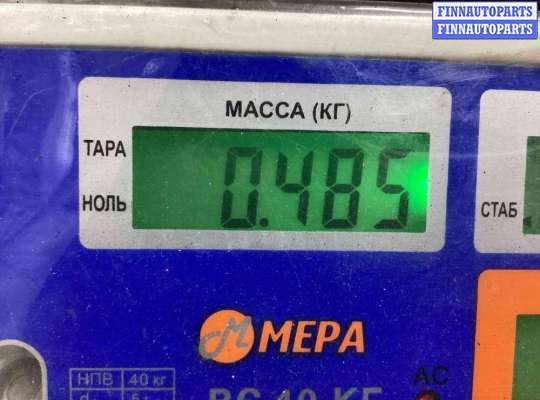 FINNAUTOPARTS
FINNAUTOPARTS
МАССА (КГ)
ТАРА
НОЛЬ
0.485
СТАБ
М МЕРА
НПВ 40 кг
AC